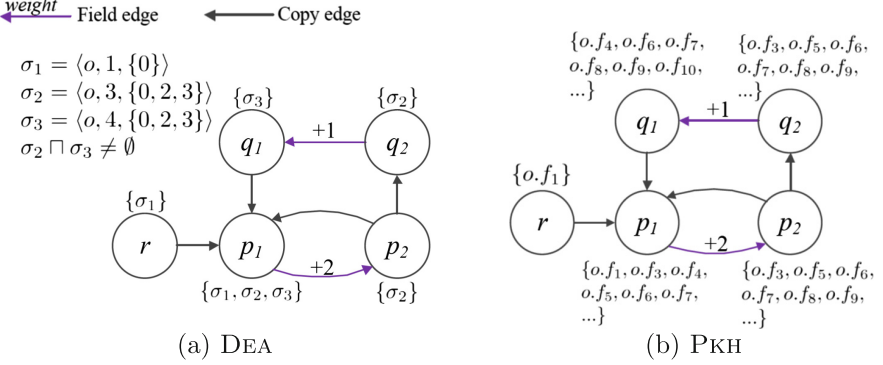 weight
Field edge
Copy edge
σ₁ = ⟨o, 1, {0}⟩
σ₂ = ⟨o, 3, {0, 2, 3}⟩
σ₃ = ⟨o, 4, {0, 2, 3}⟩
σ₂ ⊓ σ₃ ≠ ∅
{σ₃}
{σ₂}
q₁
+1
q₂
{σ₁}
r
p₁
+2
p₂
{σ₁, σ₂, σ₃}
{σ₂}
(a) DEA
{o.f₄, o.f₆, o.f₇,
o.f₈, o.f₉, o.f₁₀,
...}
{o.f₃, o.f₅, o.f₆,
o.f₇, o.f₈, o.f₉,
...}
q₁
+1
q₂
{o.f₁}
r
p₁
+2
p₂
{o.f₁, o.f₃, o.f₄,
o.f₅, o.f₆, o.f₇,
...}
{o.f₃, o.f₅, o.f₆,
o.f₇, o.f₈, o.f₉,
...}
(b) PKH